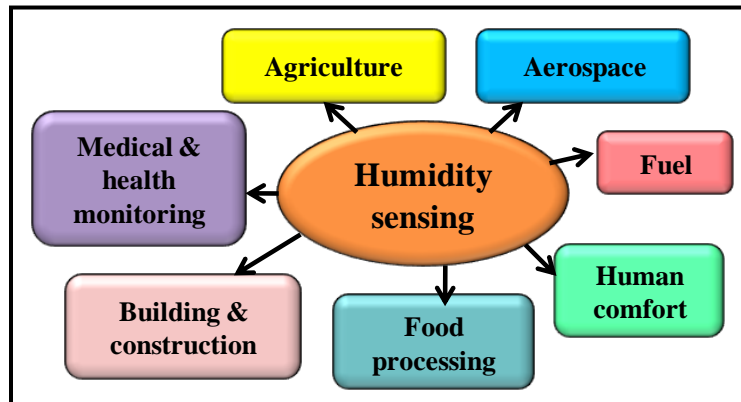 Agriculture
Aerospace
Medical &
health
monitoring
Humidity
sensing
Fuel
Building &
construction
Food
processing
Human
comfort